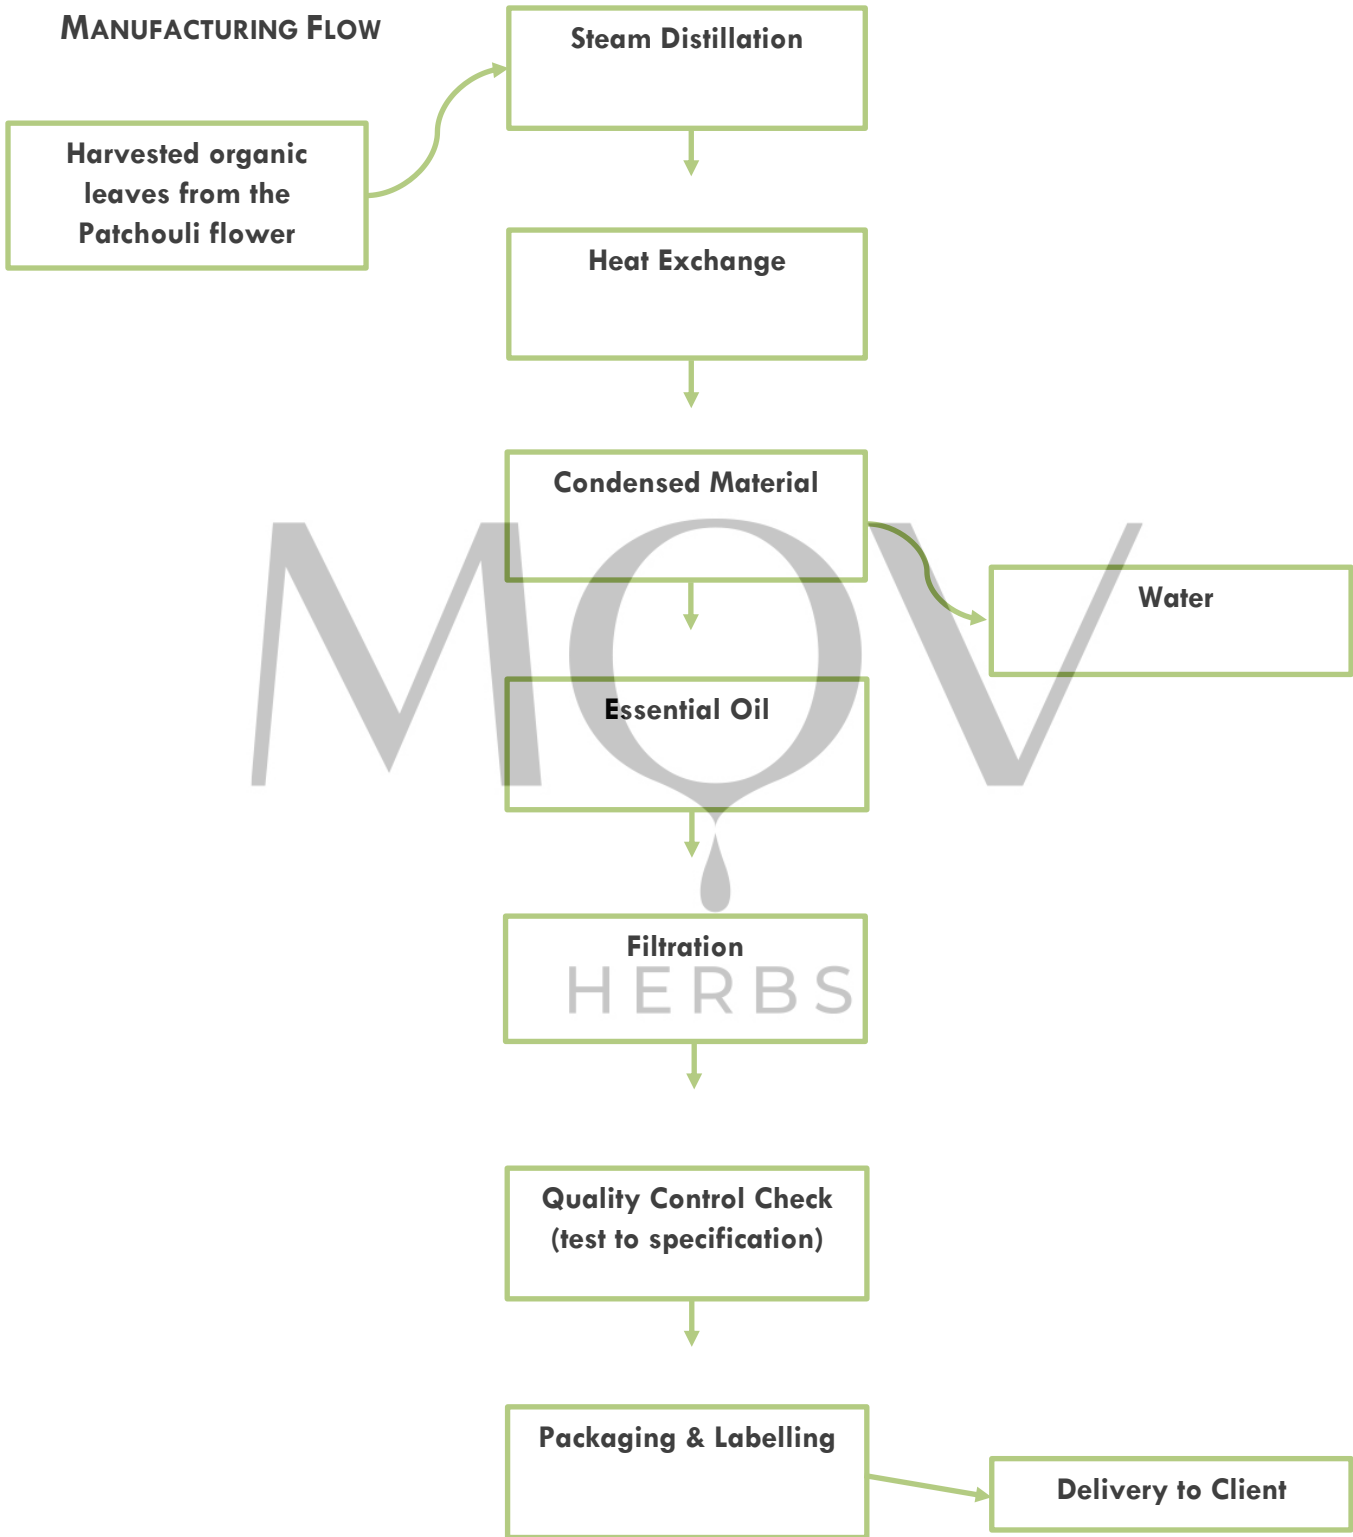 MANUFACTURING FLOW
Steam Distillation
Harvested organic
leaves from the
Patchouli flower
Heat Exchange
Condensed Material
Water
MOV
Essential Oil
Filtration
HERBS
Quality Control Check
(test to specification)
Packaging & Labelling
Delivery to Client